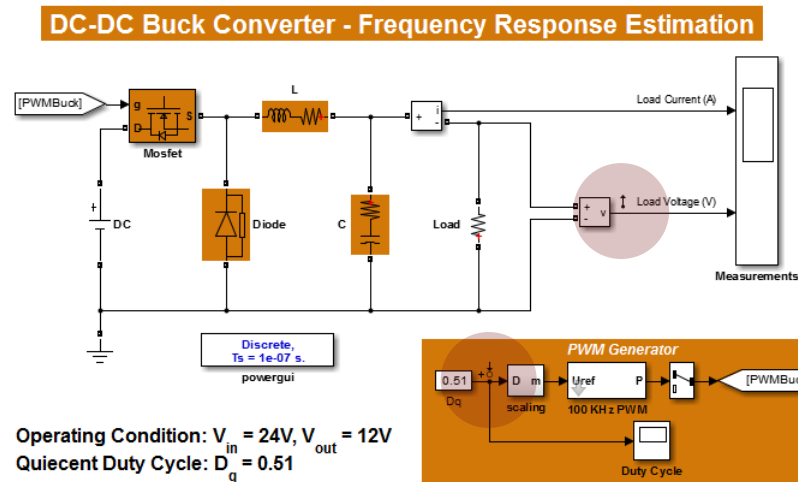 DC-DC Buck Converter - Frequency Response Estimation
[PWMBuck]
g
D
S
Mosfet
L
+
i
-
Load Current (A)
+
DC
Diode
C
Load
+
-
v
Load Voltage (V)
Measurements
Discrete,
Ts = 1e-07 s.
powergui
PWM Generator
0.51
Dq
D m
scaling
Uref P
100 KHz PWM
[PWMBuc
Duty Cycle
Operating Condition: Vin = 24V, Vout = 12V
Quiecent Duty Cycle: Dq = 0.51